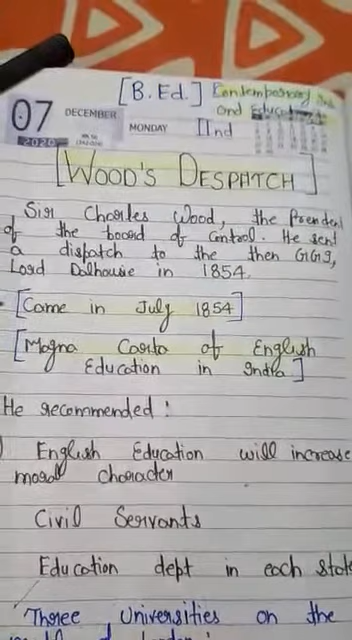 [B.Ed.] Contemporary
and Education
07
DECEMBER
MONDAY
IInd
2020
[WOOD'S DESPATCH]
Sir Charles Wood, the President
of the board of Control. He sent
a dispatch to the then GGI,
Lord Dalhouse in 1854.
[Came in July 1854]
[Magna Carta of English
Education in India]
He recommended:
English Education will increase
moral character
Civil Servants
Education dept in each state
Three Universities on the